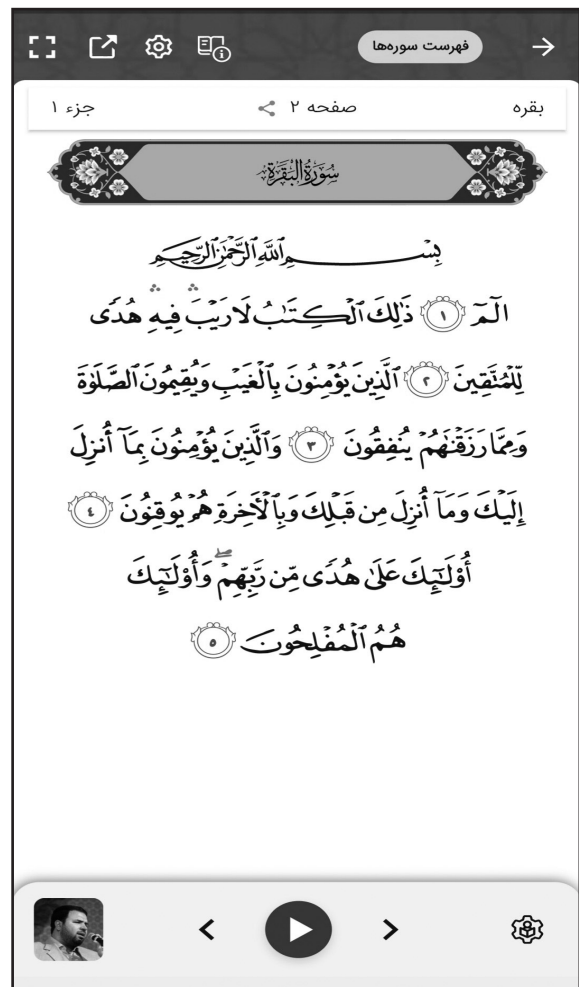 فهرست سوره‌ها
بقره صفحه ۲ جزء ۱
سُورَةُ البَقَرَةِ
بِسْمِ ٱللَّهِ ٱلرَّحْمَٰنِ ٱلرَّحِيمِ
الٓمٓ ١ ذَٰلِكَ ٱلْكِتَٰبُ لَا رَيْبَ ۛ فِيهِ ۛ هُدًى
لِّلْمُتَّقِينَ ٢ ٱلَّذِينَ يُؤْمِنُونَ بِٱلْغَيْبِ وَيُقِيمُونَ ٱلصَّلَوٰةَ
وَمِمَّا رَزَقْنَٰهُمْ يُنفِقُونَ ٣ وَٱلَّذِينَ يُؤْمِنُونَ بِمَآ أُنزِلَ
إِلَيْكَ وَمَآ أُنزِلَ مِن قَبْلِكَ وَبِٱلْأَخِرَةِ هُمْ يُوقِنُونَ ٤
أُو۟لَٰٓئِكَ عَلَىٰ هُدًى مِّن رَّبِّهِمْ ۖ وَأُو۟لَٰٓئِكَ
هُمُ ٱلْمُفْلِحُونَ ٥